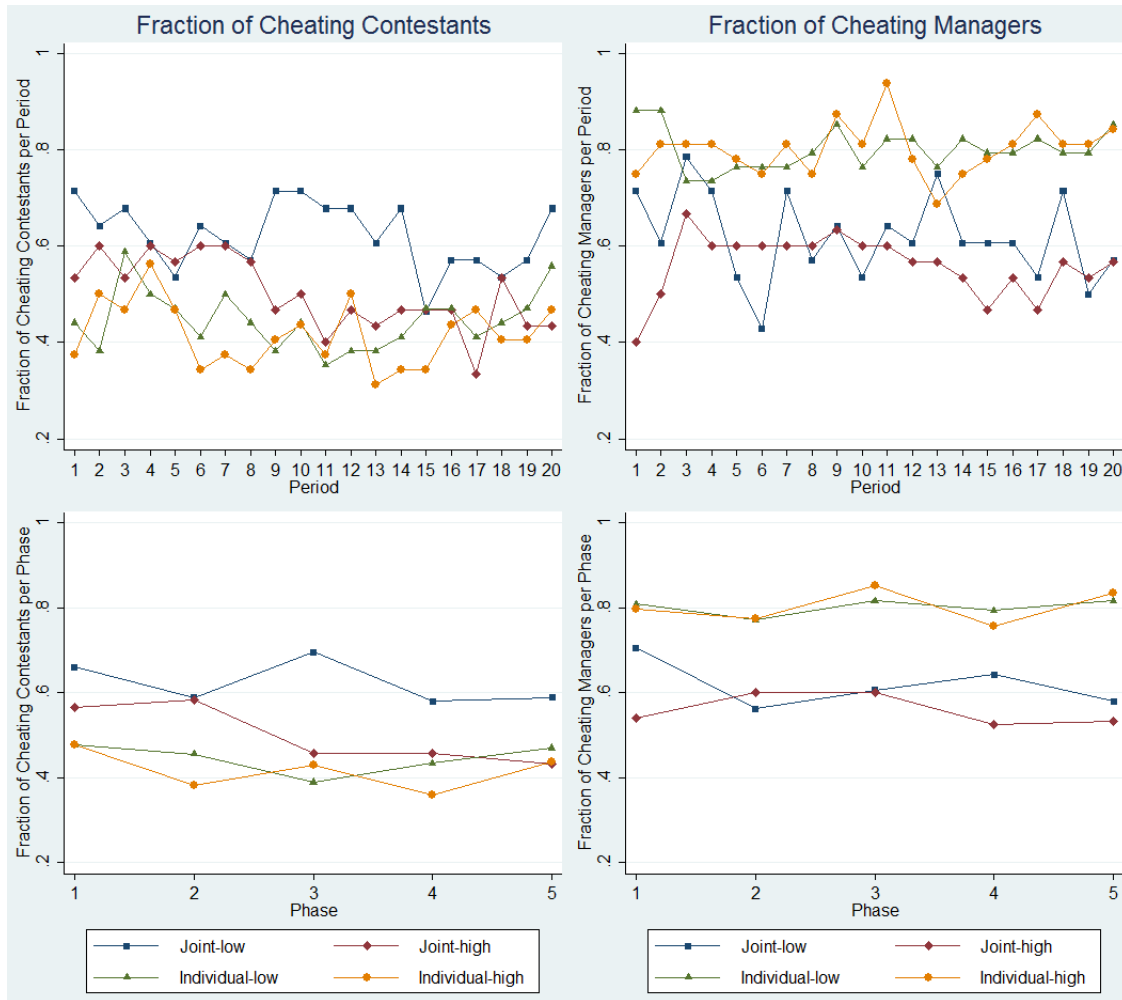 Fraction of Cheating Contestants
Fraction of Cheating Contestants per Period
1
.8
.6
.4
.2
1 2 3 4 5 6 7 8 9 10 11 12 13 14 15 16 17 18 19 20
Period
Fraction of Cheating Managers
Fraction of Cheating Managers per Period
1
.8
.6
.4
.2
1 2 3 4 5 6 7 8 9 10 11 12 13 14 15 16 17 18 19 20
Period
Fraction of Cheating Contestants per Phase
1
.8
.6
.4
.2
1 2 3 4 5
Phase
Fraction of Cheating Managers per Phase
1
.8
.6
.4
.2
1 2 3 4 5
Phase
Joint-low Joint-high
Individual-low Individual-high
Joint-low Joint-high
Individual-low Individual-high